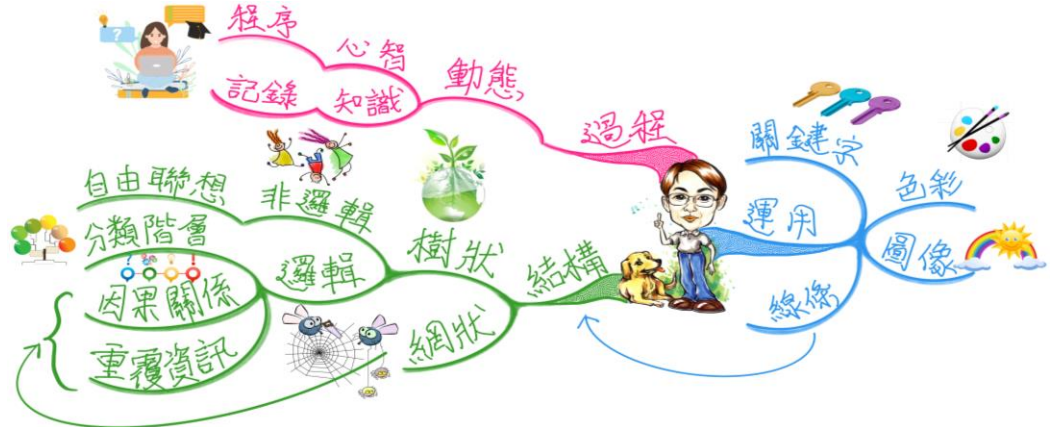 程序
心智
記錄
知識
動態
過程
關鍵字
運用
色彩
圖像
線條
結構
樹狀
非邏輯
自由聯想
邏輯
分類階層
因果關係
重覆資訊
網狀